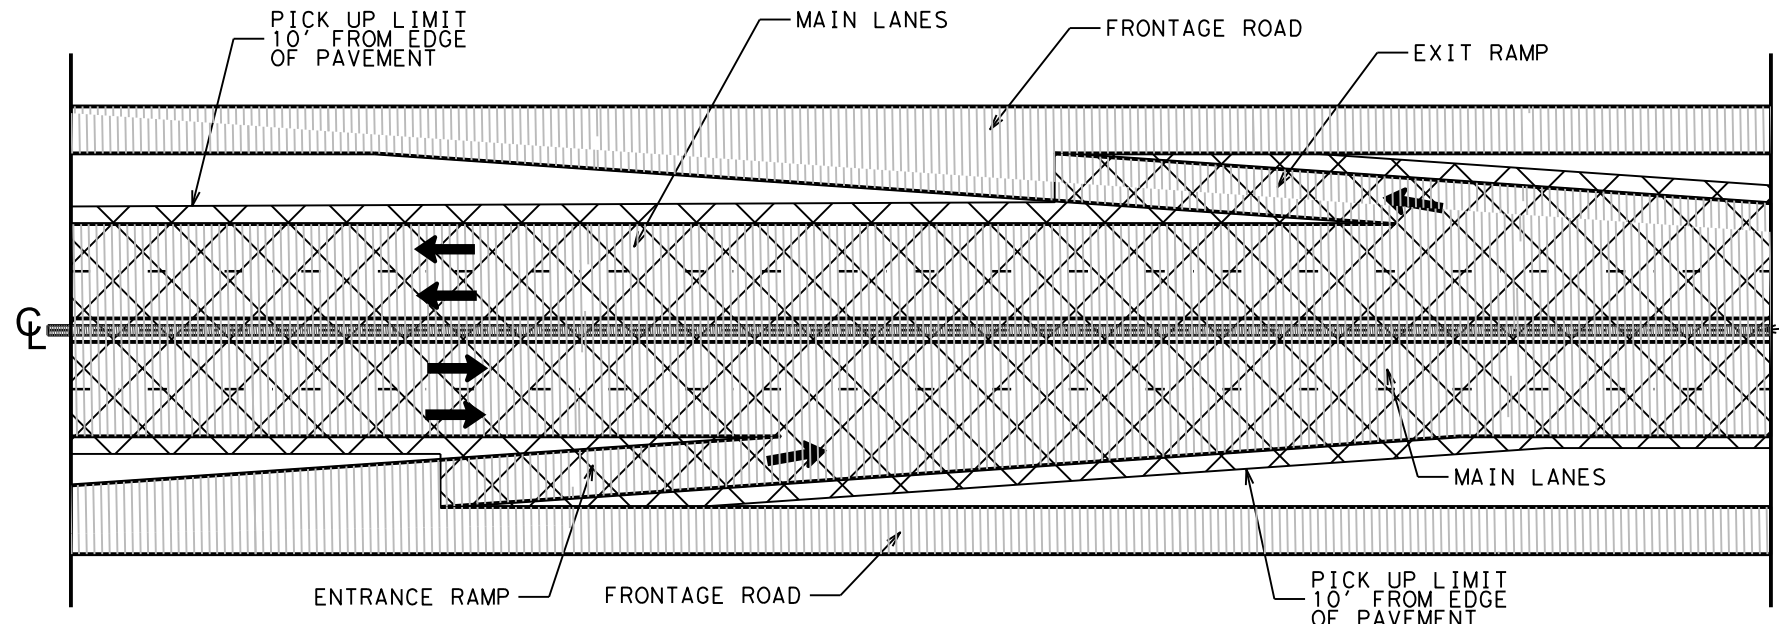 PICK UP LIMIT
10' FROM EDGE
OF PAVEMENT
MAIN LANES
FRONTAGE ROAD
EXIT RAMP
CL
MAIN LANES
ENTRANCE RAMP
FRONTAGE ROAD
PICK UP LIMIT
10' FROM EDGE
OF PAVEMENT